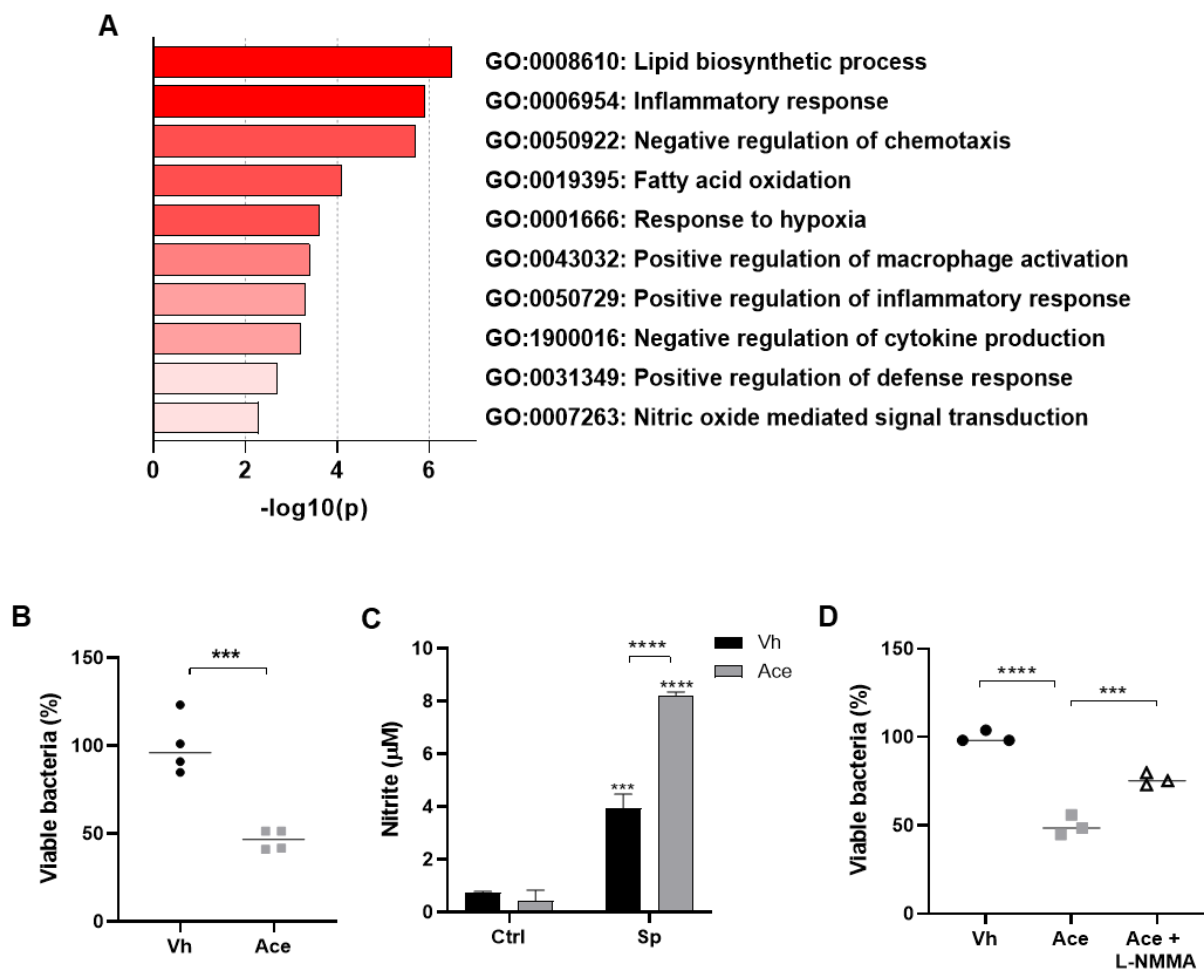 A
GO:0008610: Lipid biosynthetic process
GO:0006954: Inflammatory response
GO:0050922: Negative regulation of chemotaxis
GO:0019395: Fatty acid oxidation
GO:0001666: Response to hypoxia
GO:0043032: Positive regulation of macrophage activation
GO:0050729: Positive regulation of inflammatory response
GO:1900016: Negative regulation of cytokine production
GO:0031349: Positive regulation of defense response
GO:0007263: Nitric oxide mediated signal transduction
0 2 4 6
-log10(p)
B
150
100
50
0
Viable bacteria (%)
***
Vh Ace
C
10
8
6
4
2
0
Nitrite (µM)
Vh
Ace
****
****
***
Ctrl Sp
D
150
100
50
0
Viable bacteria (%)
****
***
Vh Ace Ace +
L-NMMA